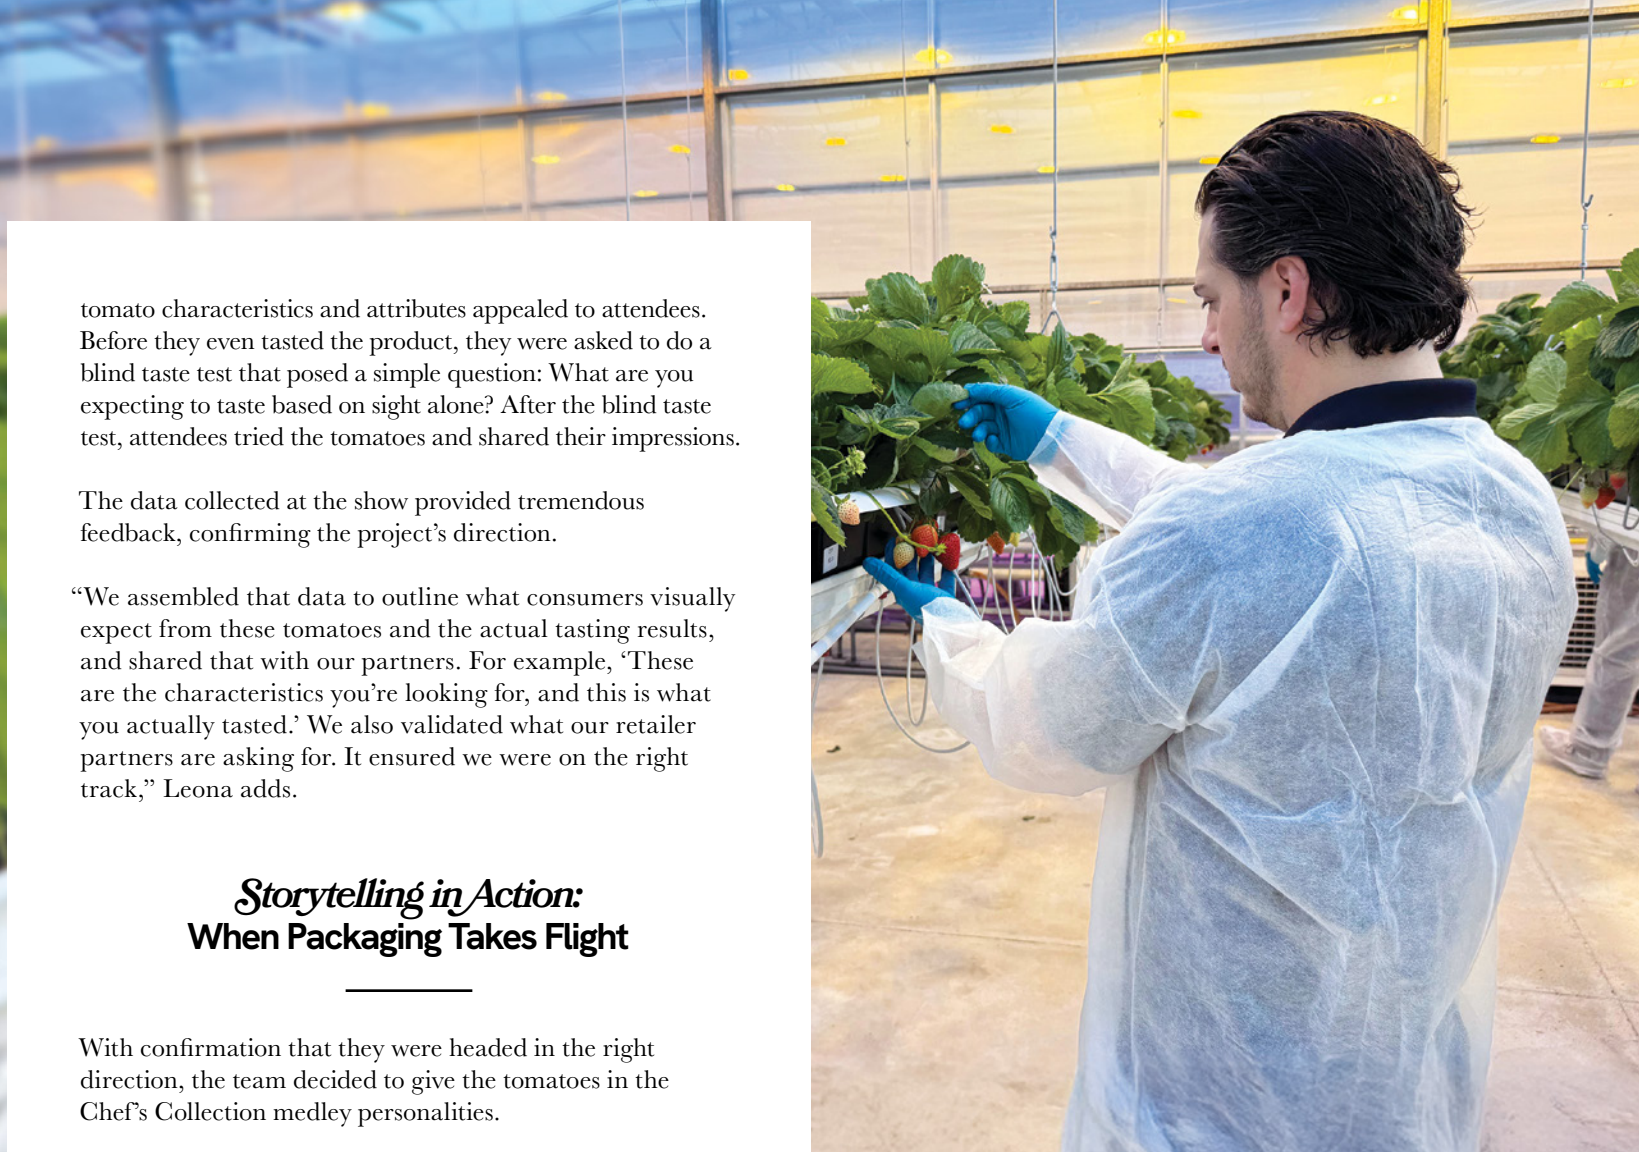 tomato characteristics and attributes appealed to attendees.
Before they even tasted the product, they were asked to do a
blind taste test that posed a simple question: What are you
expecting to taste based on sight alone? After the blind taste
test, attendees tried the tomatoes and shared their impressions.
The data collected at the show provided tremendous
feedback, confirming the project’s direction.
“We assembled that data to outline what consumers visually
expect from these tomatoes and the actual tasting results,
and shared that with our partners. For example, ‘These
are the characteristics you’re looking for, and this is what
you actually tasted.’ We also validated what our retailer
partners are asking for. It ensured we were on the right
track,” Leona adds.
Storytelling in Action:
When Packaging Takes Flight
With confirmation that they were headed in the right
direction, the team decided to give the tomatoes in the
Chef’s Collection medley personalities.